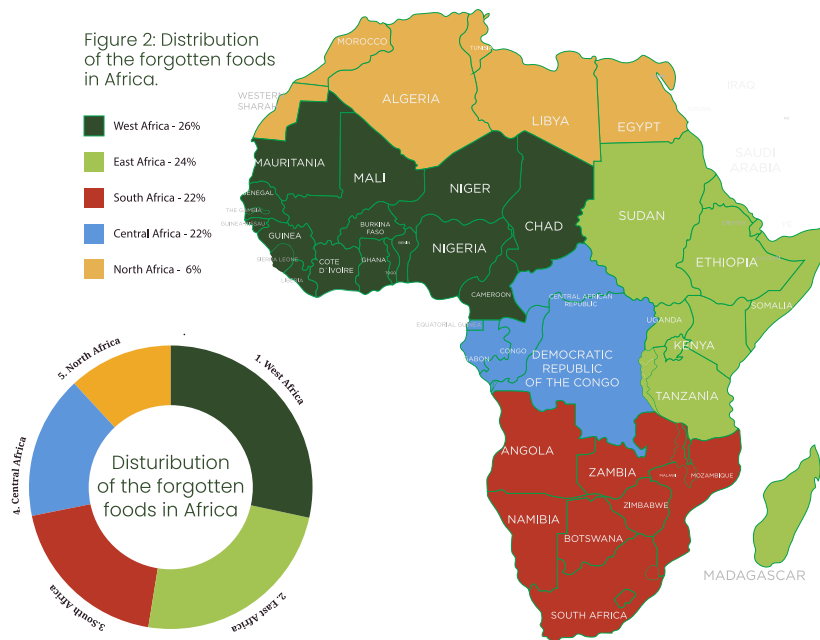 Figure 2: Distribution
of the forgotten foods
in Africa.
West Africa - 26%
East Africa - 24%
South Africa - 22%
Central Africa - 22%
North Africa - 6%
MOROCCO
TUNISI
WESTERN
SHARAH
ALGERIA
LIBYA
EGYPT
IRAQ
SAUDI
ARABIA
MAURITANIA
MALI
NIGER
CHAD
SUDAN
SENEGAL
THE GAMBIA
GUINEA-BISSAU
GUINEA
SIERRA LEONE
LIBERIA
COTE
D´IVOIRE
BURKINA
FASO
GHANA
TOGO
BENIN
NIGERIA
CAMEROON
CENTRAL AFRICAN
REPUBLIC
ETHIOPIA
SOMALIA
UGANDA
KENYA
EQUATORIAL GUINEA
GABON
CONGO
DEMOCRATIC
REPUBLIC
OF THE CONGO
TANZANIA
ANGOLA
ZAMBIA
MALAWI
MOZAMBIQUE
ZIMBABWE
NAMIBIA
BOTSWANA
SOUTH AFRICA
MADAGASCAR
1. West Africa
2. East Africa
3.South Africa
4. Central Africa
5. North Africa
Disturibution
of the forgotten
foods in Africa